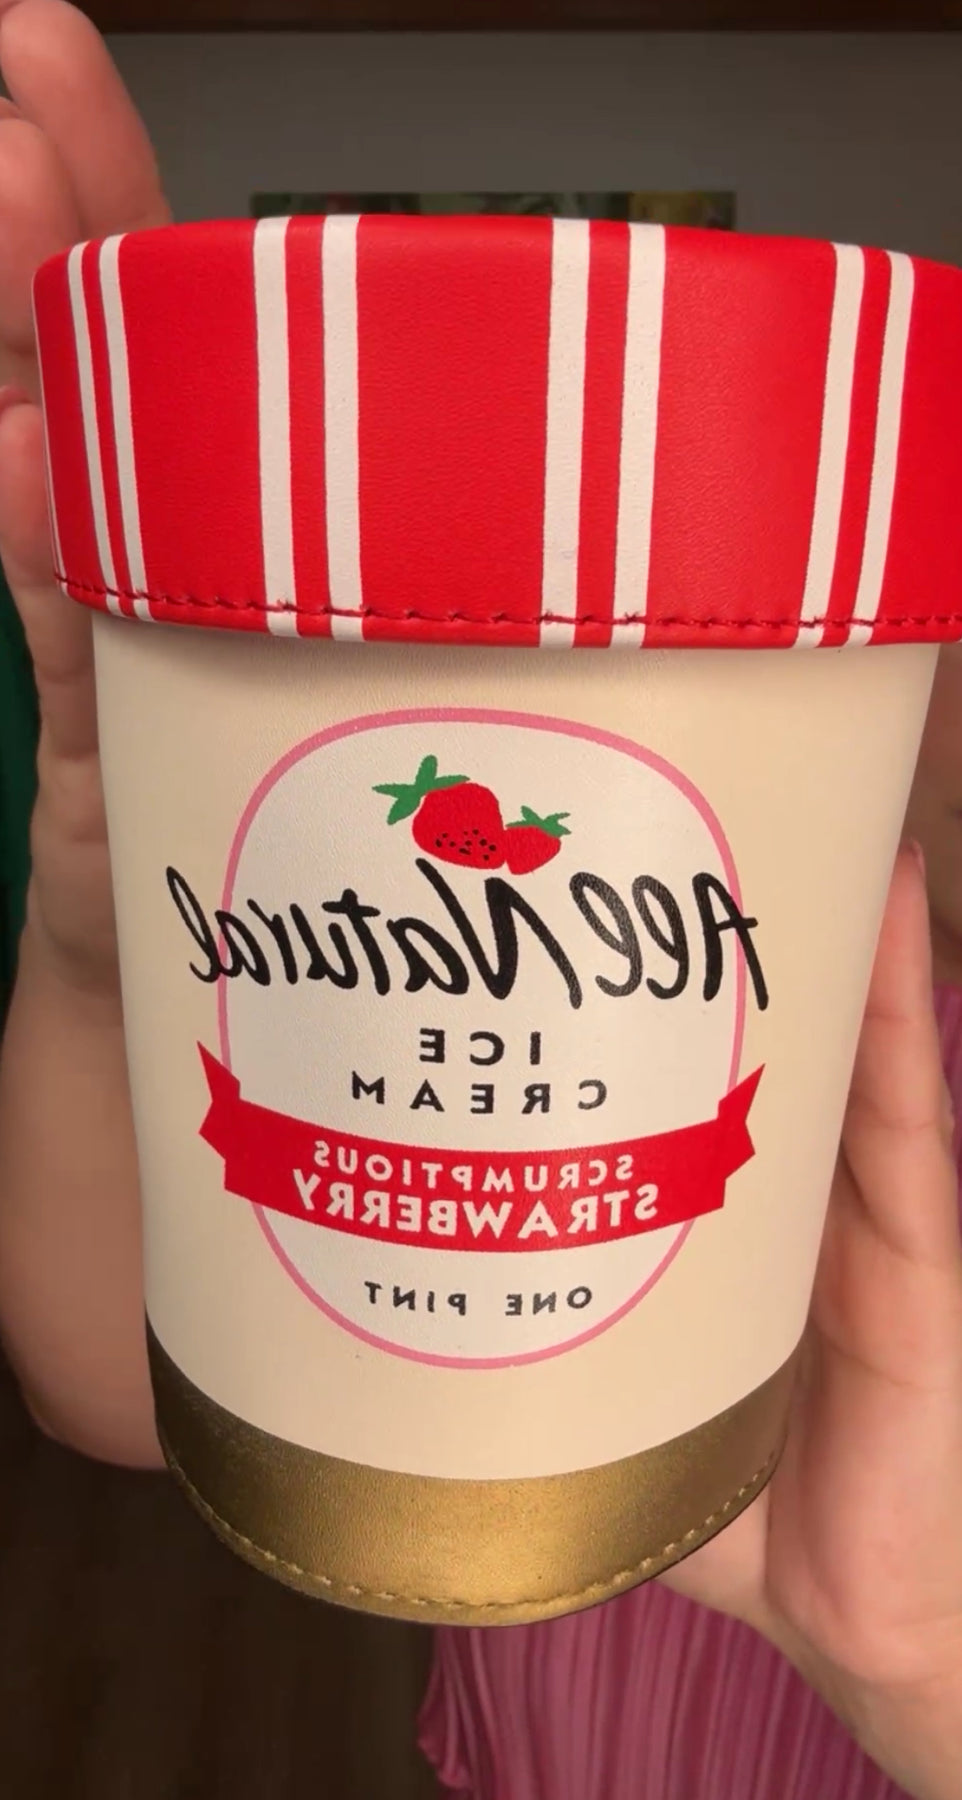 All Natural
ICE
CREAM
SCRUMPTIOUS
STRAWBERRY
ONE PINT